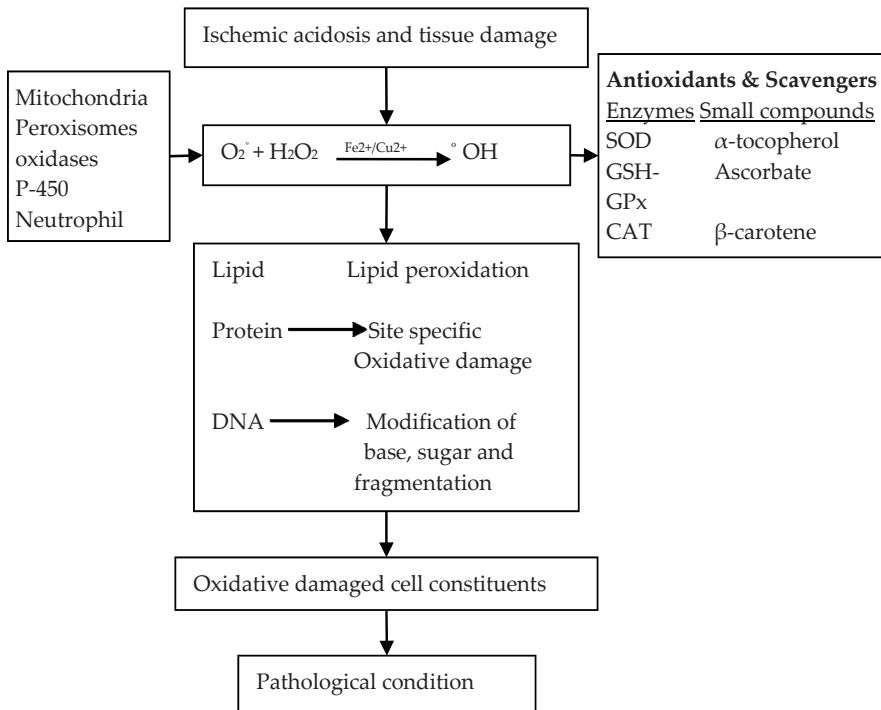 Ischemic acidosis and tissue damage
Mitochondria
Peroxisomes
oxidases
P-450
Neutrophil
O₂° + H₂O₂ Fe2+/Cu2+ ° OH
Antioxidants & Scavengers
Enzymes Small compounds
SOD α-tocopherol
GSH- Ascorbate
GPx
CAT β-carotene
Lipid Lipid peroxidation
Protein Site specific
Oxidative damage
DNA Modification of
base, sugar and
fragmentation
Oxidative damaged cell constituents
Pathological condition